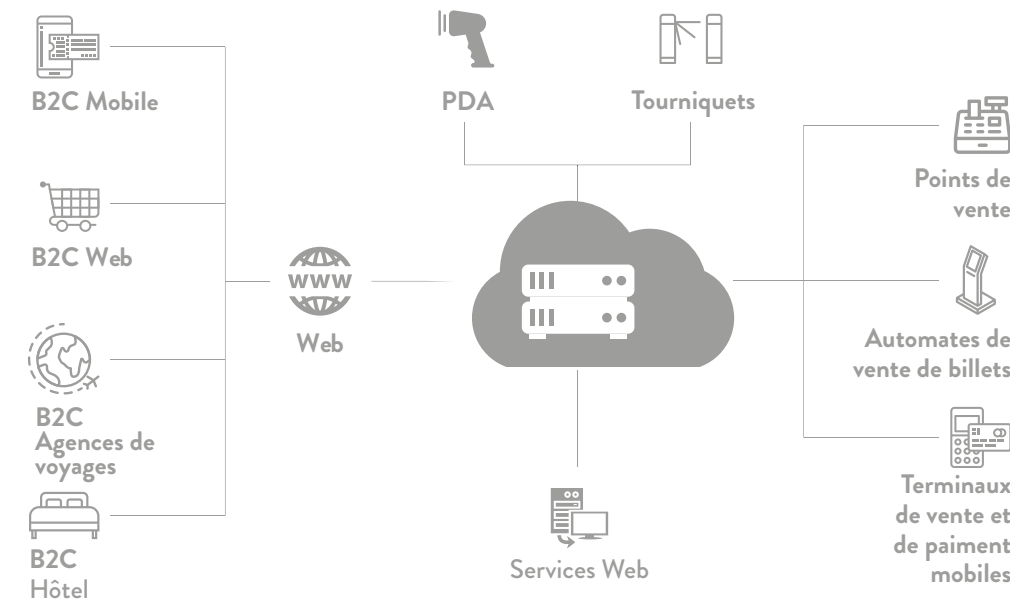 B2C Mobile
PDA
Tourniquets
Points de
vente
B2C Web
www
Web
Automates de
vente de billets
B2C
Agences de
voyages
Terminaux
de vente et
de paiment
mobiles
B2C
Hôtel
Services Web